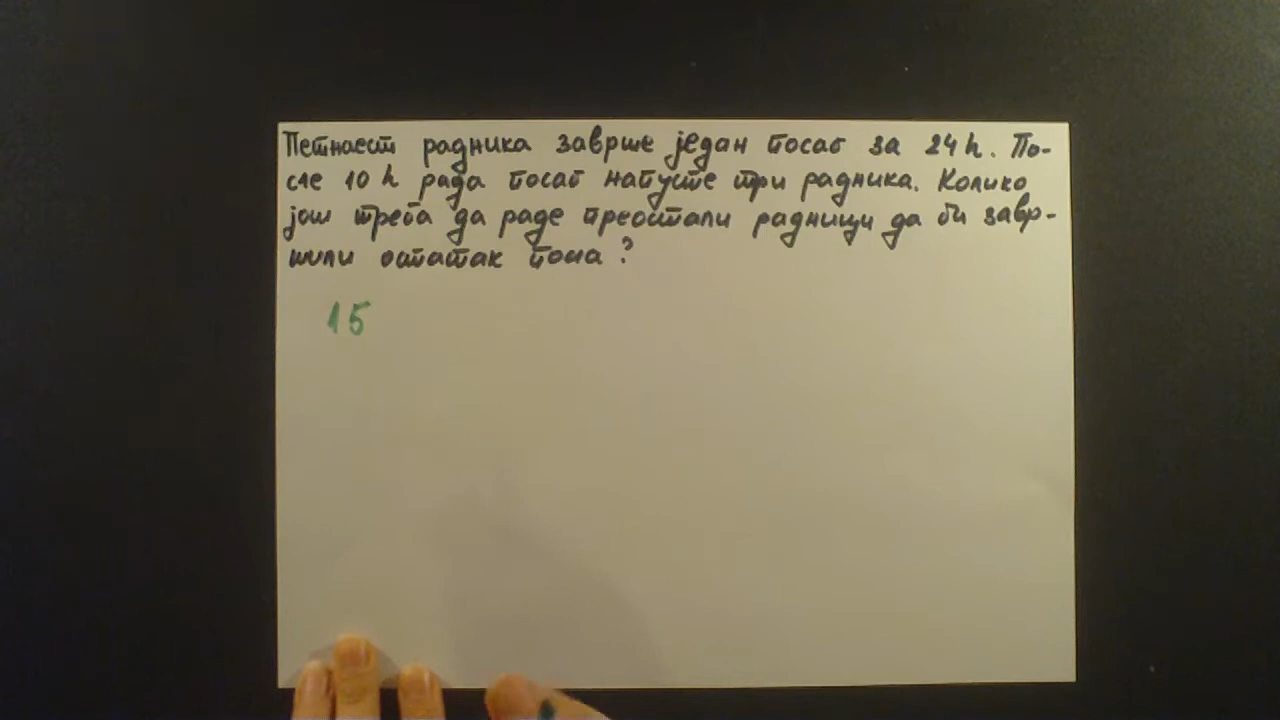 Петнаест радника заврше један посао за 24 h. По-
сле 10 h рада посао напусте три радника. Колико
још треба да раде преостали радници да би завр-
шили остатак посла?
15